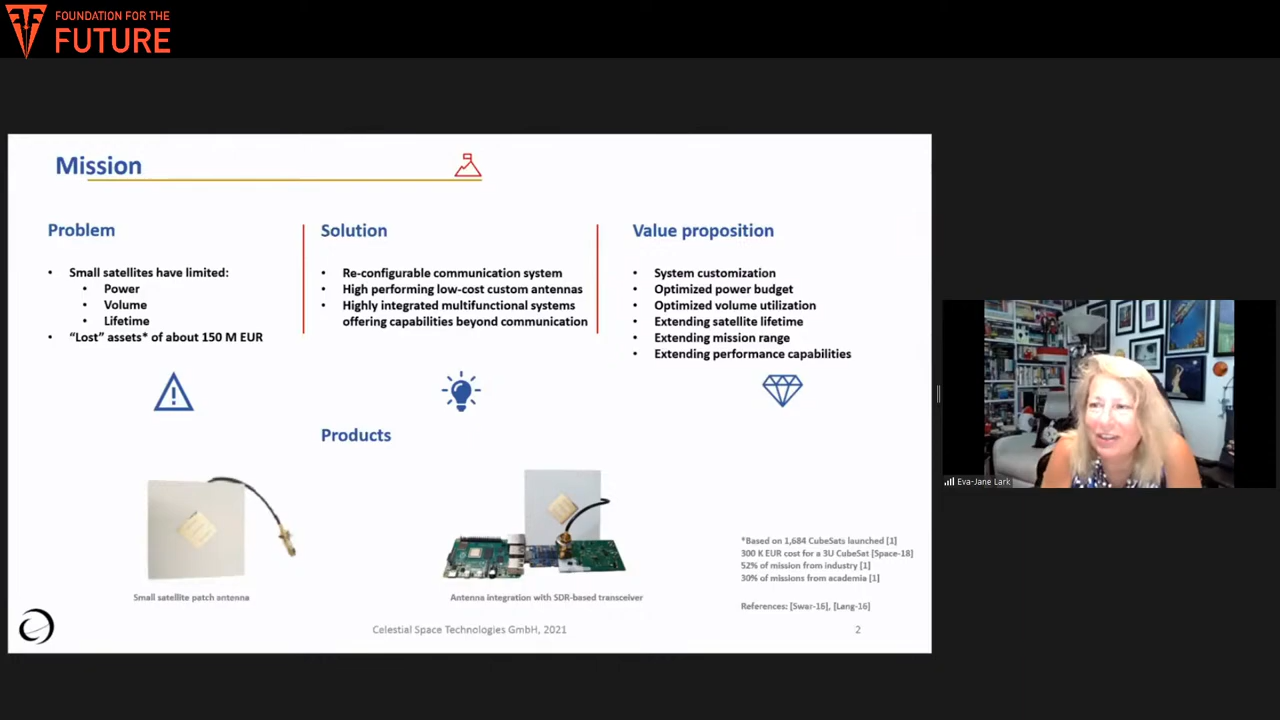 FOUNDATION FOR THE
FUTURE
Mission
Problem
• Small satellites have limited:
• Power
• Volume
• Lifetime
• “Lost” assets* of about 150 M EUR
Solution
• Re-configurable communication system
• High performing low-cost custom antennas
• Highly integrated multifunctional systems
offering capabilities beyond communication
Value proposition
• System customization
• Optimized power budget
• Optimized volume utilization
• Extending satellite lifetime
• Extending mission range
• Extending performance capabilities
Products
Small satellite patch antenna
Antenna integration with SDR-based transceiver
*Based on 1,684 CubeSats launched [1]
300 K EUR cost for a 3U CubeSat [Space-18]
52% of mission from industry [1]
30% of missions from academia [1]
References: [Swar-16], [Lang-16]
Celestial Space Technologies GmbH, 2021
2
Eva-Jane Lark